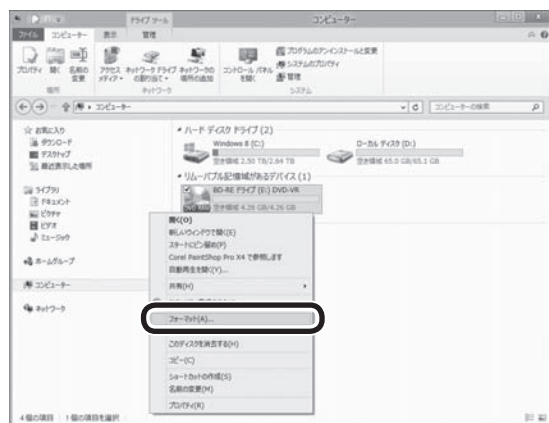 ドライブ ツール
コンピューター
ファイル コンピューター 表示 管理
プロパティ 開く 名前の変更 アクセス メディア ネットワーク ドライブの割り当て ネットワークの場所の追加 コントロール パネルを開く
プログラムのアンインストールと変更
システムのプロパティ
管理
場所 ネットワーク システム
コンピューター
コンピューターの検索
お気に入り
ダウンロード
デスクトップ
最近表示した場所
ライブラリ
ドキュメント
ピクチャ
ビデオ
ミュージック
ホームグループ
コンピューター
ネットワーク
ハード ディスク ドライブ (2)
Windows 8 (C:)
空き領域 2.50 TB/2.64 TB
ローカル ディスク (D:)
空き領域 65.0 GB/65.1 GB
リムーバブル記憶域があるデバイス (1)
BD-RE ドライブ (E:) DVD-VR
空き領域 4.26 GB/4.26 GB
開く(O)
新しいウィンドウで開く(E)
スタートにピン留め(P)
Corel PaintShop Pro X4 で参照します
自動再生を開く(Y)...
共有(H)
フォーマット(A)...
このディスクを消去する(H)
コピー(C)
ショートカットの作成(S)
名前の変更(M)
プロパティ(R)
4 個の項目 1 個の項目を選択